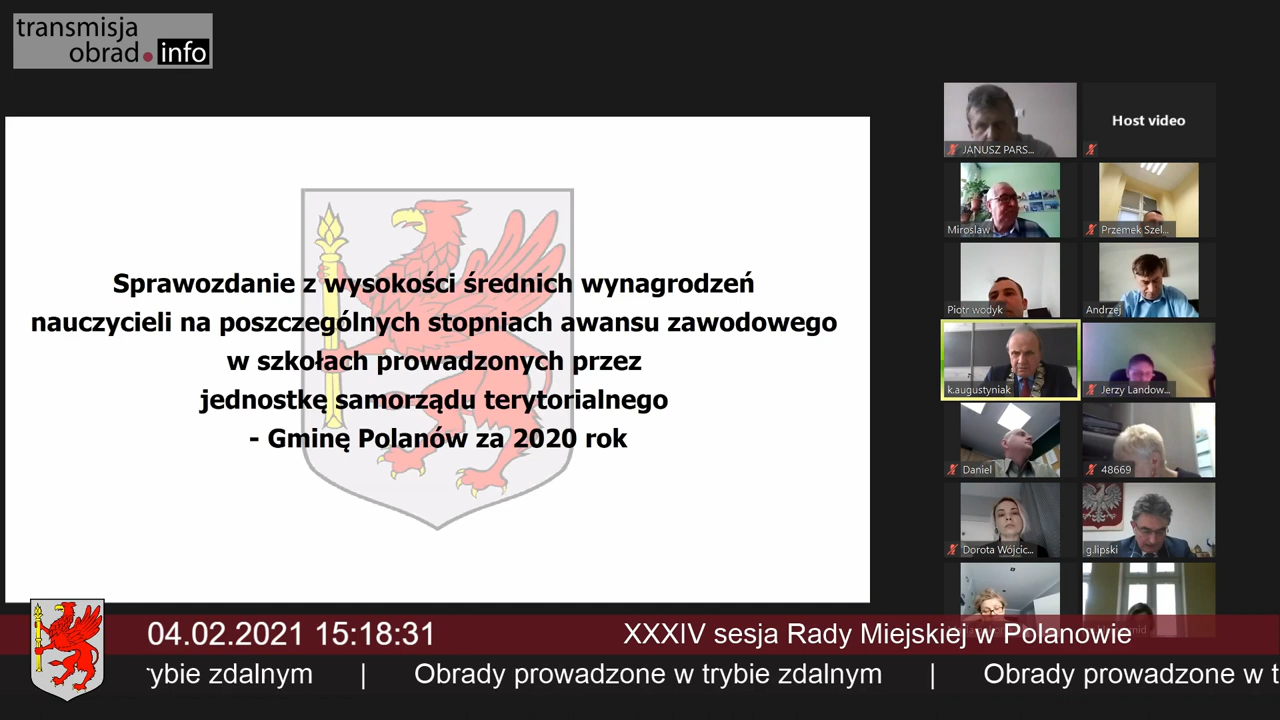 transmisja
obrad.info
Sprawozdanie z wysokości średnich wynagrodzeń
nauczycieli na poszczególnych stopniach awansu zawodowego
w szkołach prowadzonych przez
jednostkę samorządu terytorialnego
- Gminę Polanów za 2020 rok
JANUSZ PARS...
Host video
Mirosław
Przemek Szel...
Piotr wodyk
Andrzej
k.augustyniak
Jerzy Landow...
Daniel
48669
Dorota Wójcic...
g.lipski
04.02.2021 15:18:31
XXXIV sesja Rady Miejskiej w Polanowie
rybie zdalnym | Obrady prowadzone w trybie zdalnym | Obrady prowadzone w t